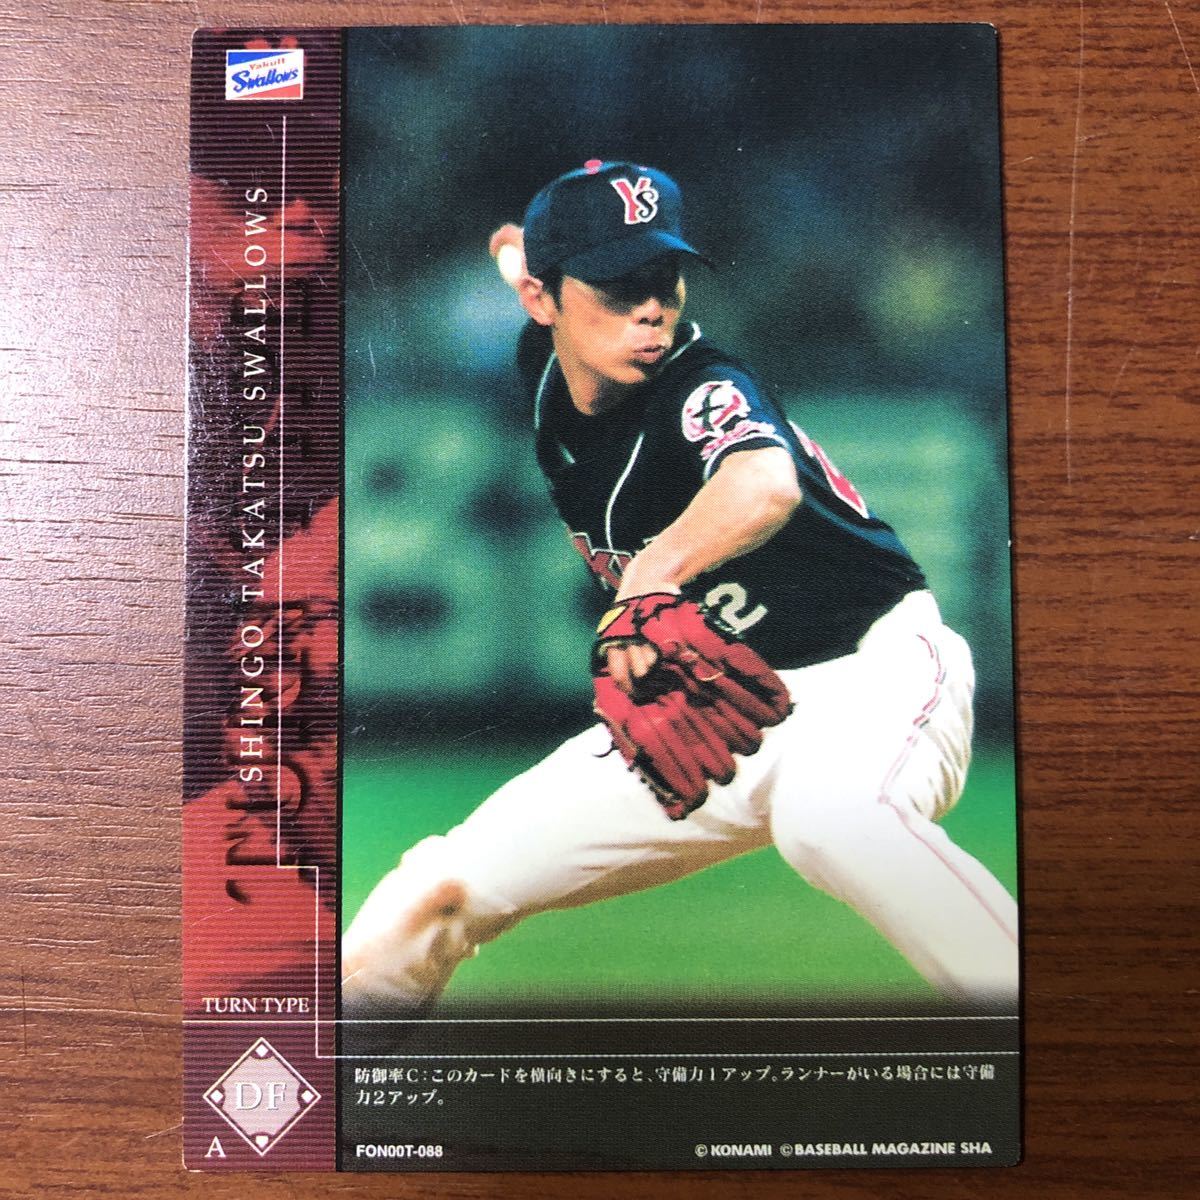 Yakult
Swallows
SHINGO TAKATSU SWALLOWS
Y's
2
TURN TYPE
DF
A
防御率C:このカードを横向きにすると、守備力1アップ。ランナーがいる場合には守備
力2アップ。
FON00T-088
© KONAMI ©BASEBALL MAGAZINE SHA